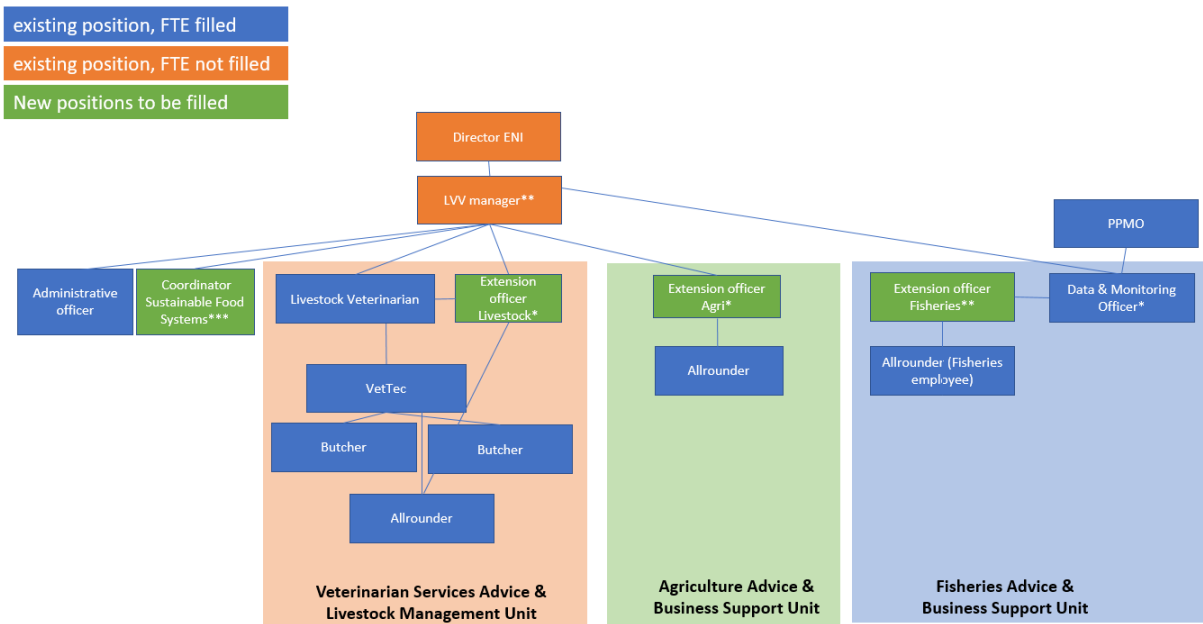 existing position, FTE filled
existing position, FTE not filled
New positions to be filled
Director ENI
LVV manager**
PPMO
Administrative
officer
Coordinator
Sustainable Food
Systems***
Livestock Veterinarian
Extension
officer
Livestock*
Extension officer
Agri*
Extension officer
Fisheries**
Data & Monitoring
Officer*
Allrounder
Allrounder (Fisheries
employee)
VetTec
Butcher
Butcher
Allrounder
Veterinarian Services Advice &
Livestock Management Unit
Agriculture Advice &
Business Support Unit
Fisheries Advice &
Business Support Unit